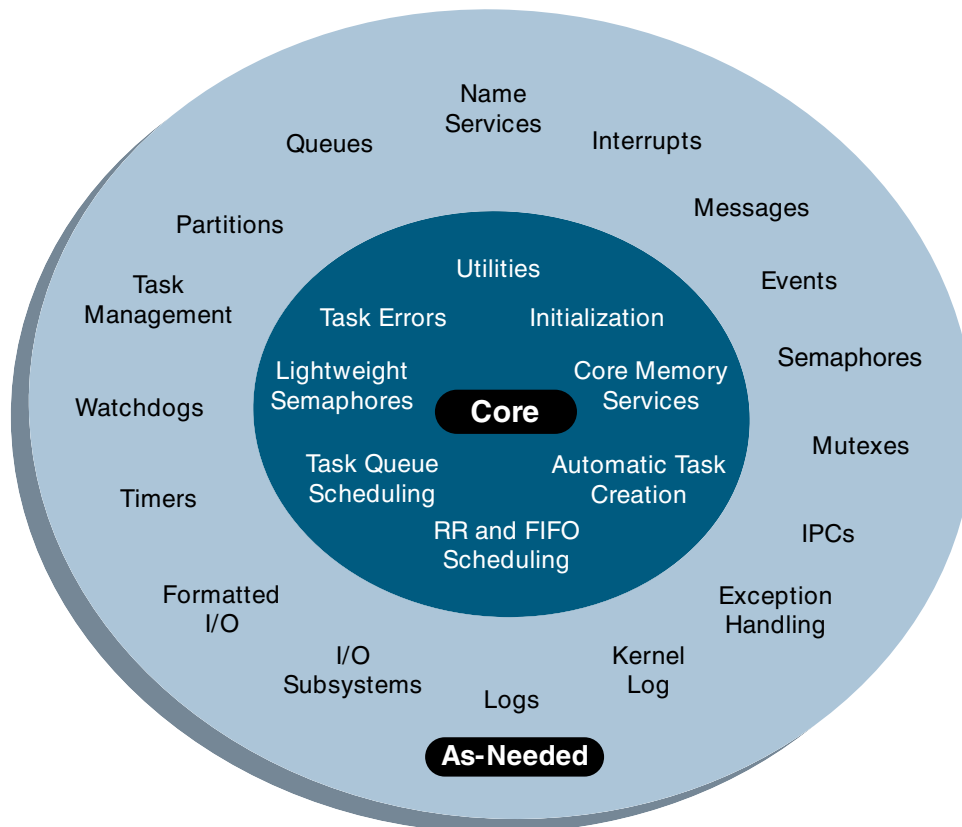 Name
Services
Queues
Interrupts
Partitions
Messages
Task
Management
Events
Semaphores
Watchdogs
Mutexes
Timers
IPCs
Formatted
I/O
Exception
Handling
I/O
Subsystems
Kernel
Log
Logs
As-Needed
Utilities
Task Errors
Initialization
Lightweight
Semaphores
Core Memory
Services
Core
Task Queue
Scheduling
Automatic Task
Creation
RR and FIFO
Scheduling